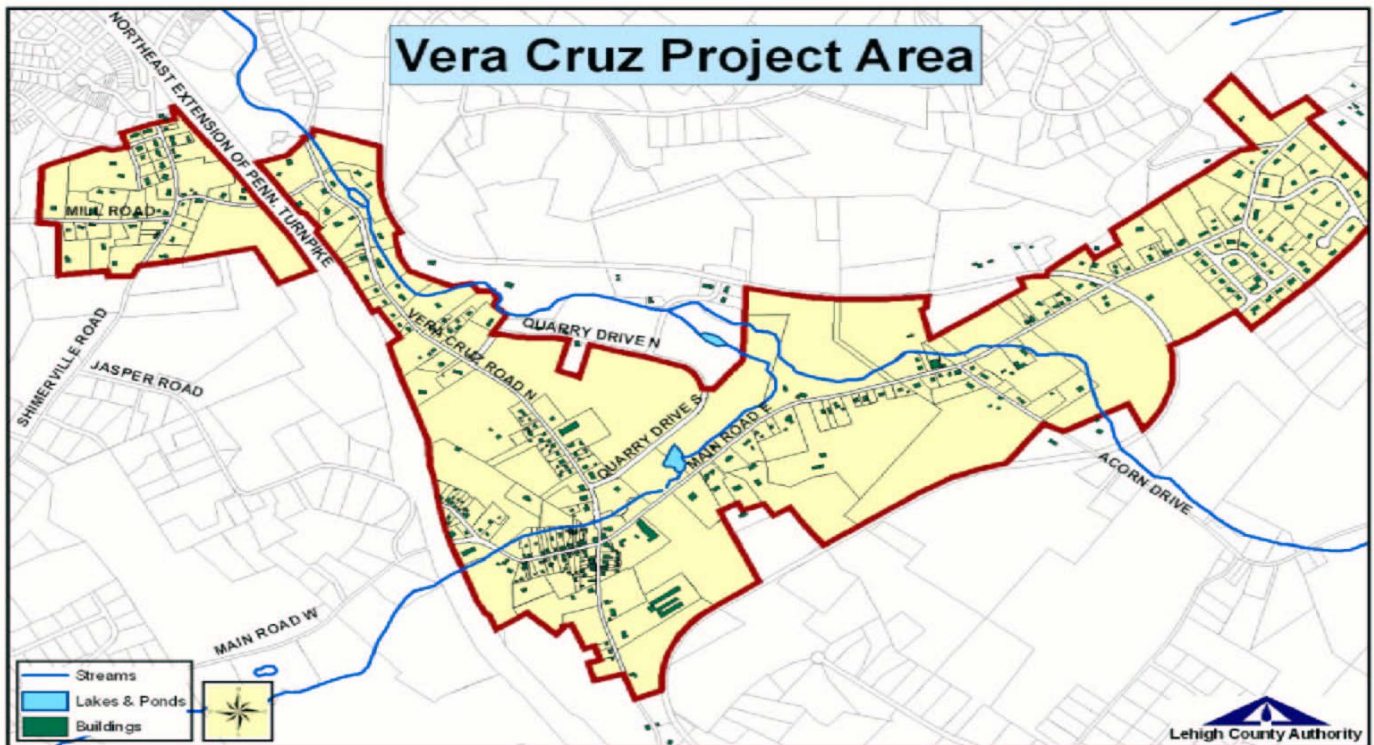 Vera Cruz Project Area
NORTHEAST EXTENSION OF PENN. TURNPIKE
MILL ROAD
VERA CRUZ ROAD N
QUARRY DRIVE N
SHIMERVILLE ROAD
JASPER ROAD
QUARRY DRIVE S
MAIN ROAD E
ACORN DRIVE
MAIN ROAD W
Streams
Lakes & Ponds
Buildings
Lehigh County Authority